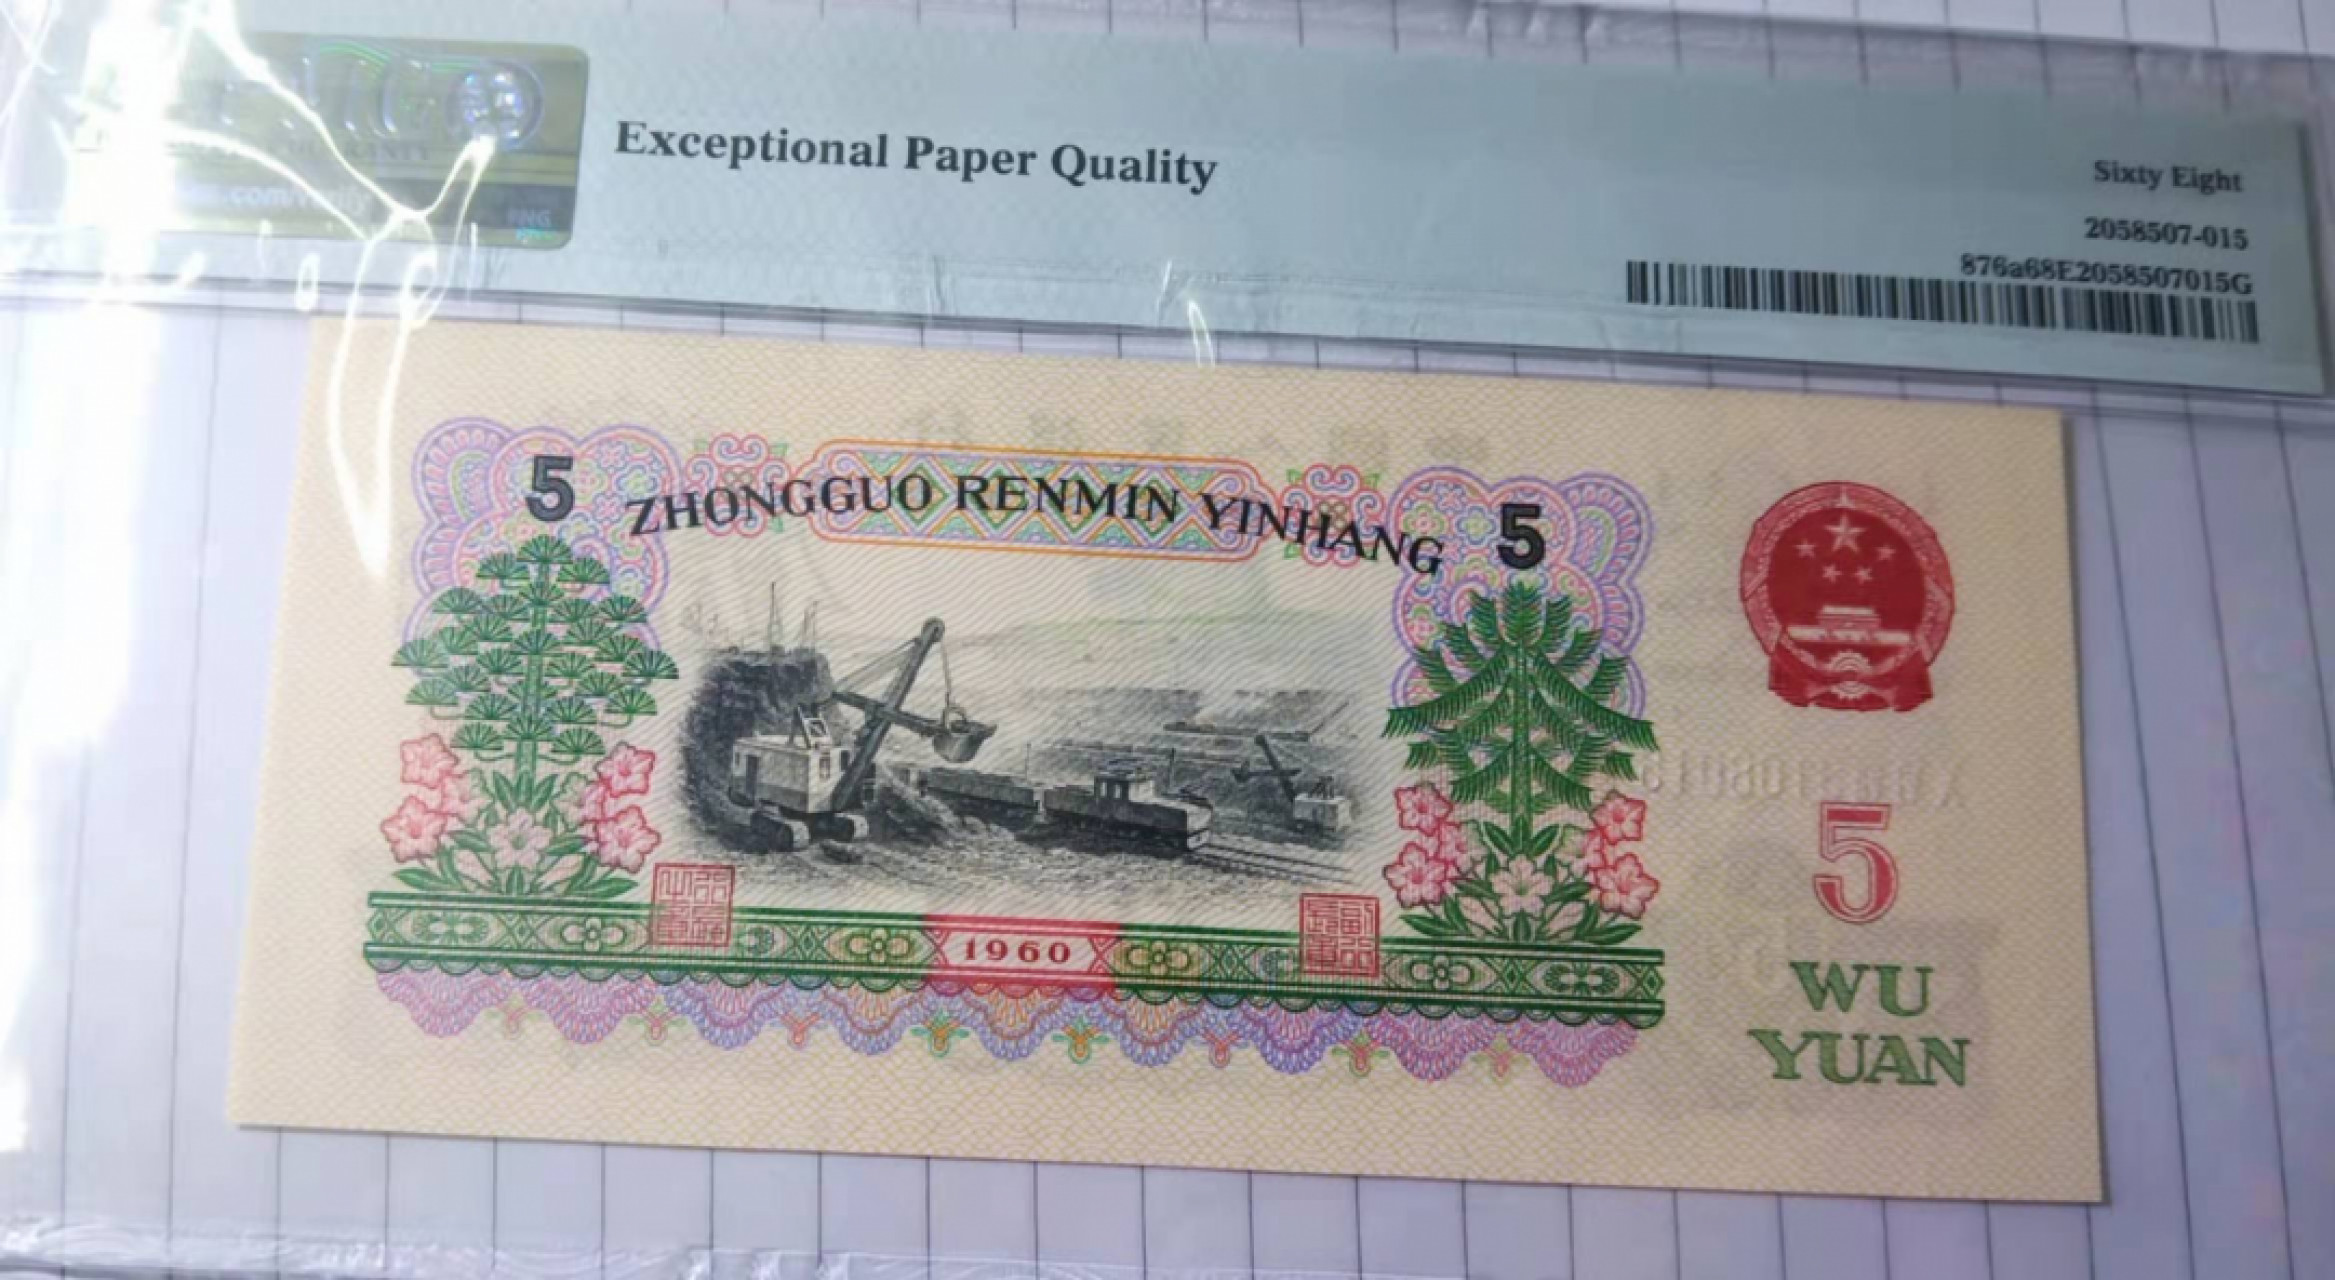 Exceptional Paper Quality
Sixty Eight
2058507-015
876a68E2058507015G
5
ZHONGGUO RENMIN YINHANG
5
1960
5
WU
YUAN